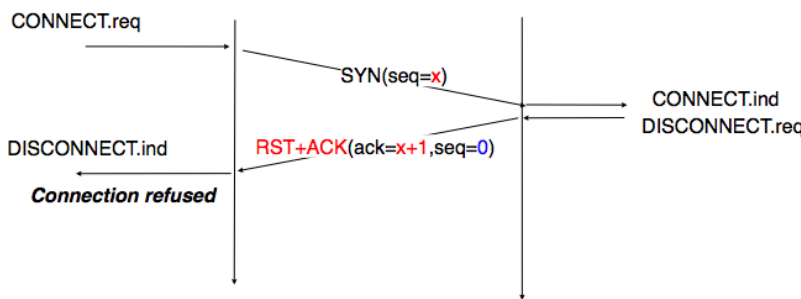 CONNECT.req
SYN(seq=x)
CONNECT.ind
DISCONNECT.req
DISCONNECT.ind
RST+ACK(ack=x+1,seq=0)
Connection refused